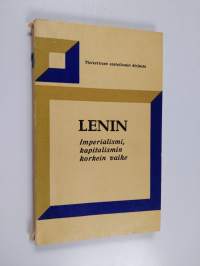 Tieteellisen sosialismin kirjasto
LENIN
Imperialismi,
kapitalismin
korkein vaihe